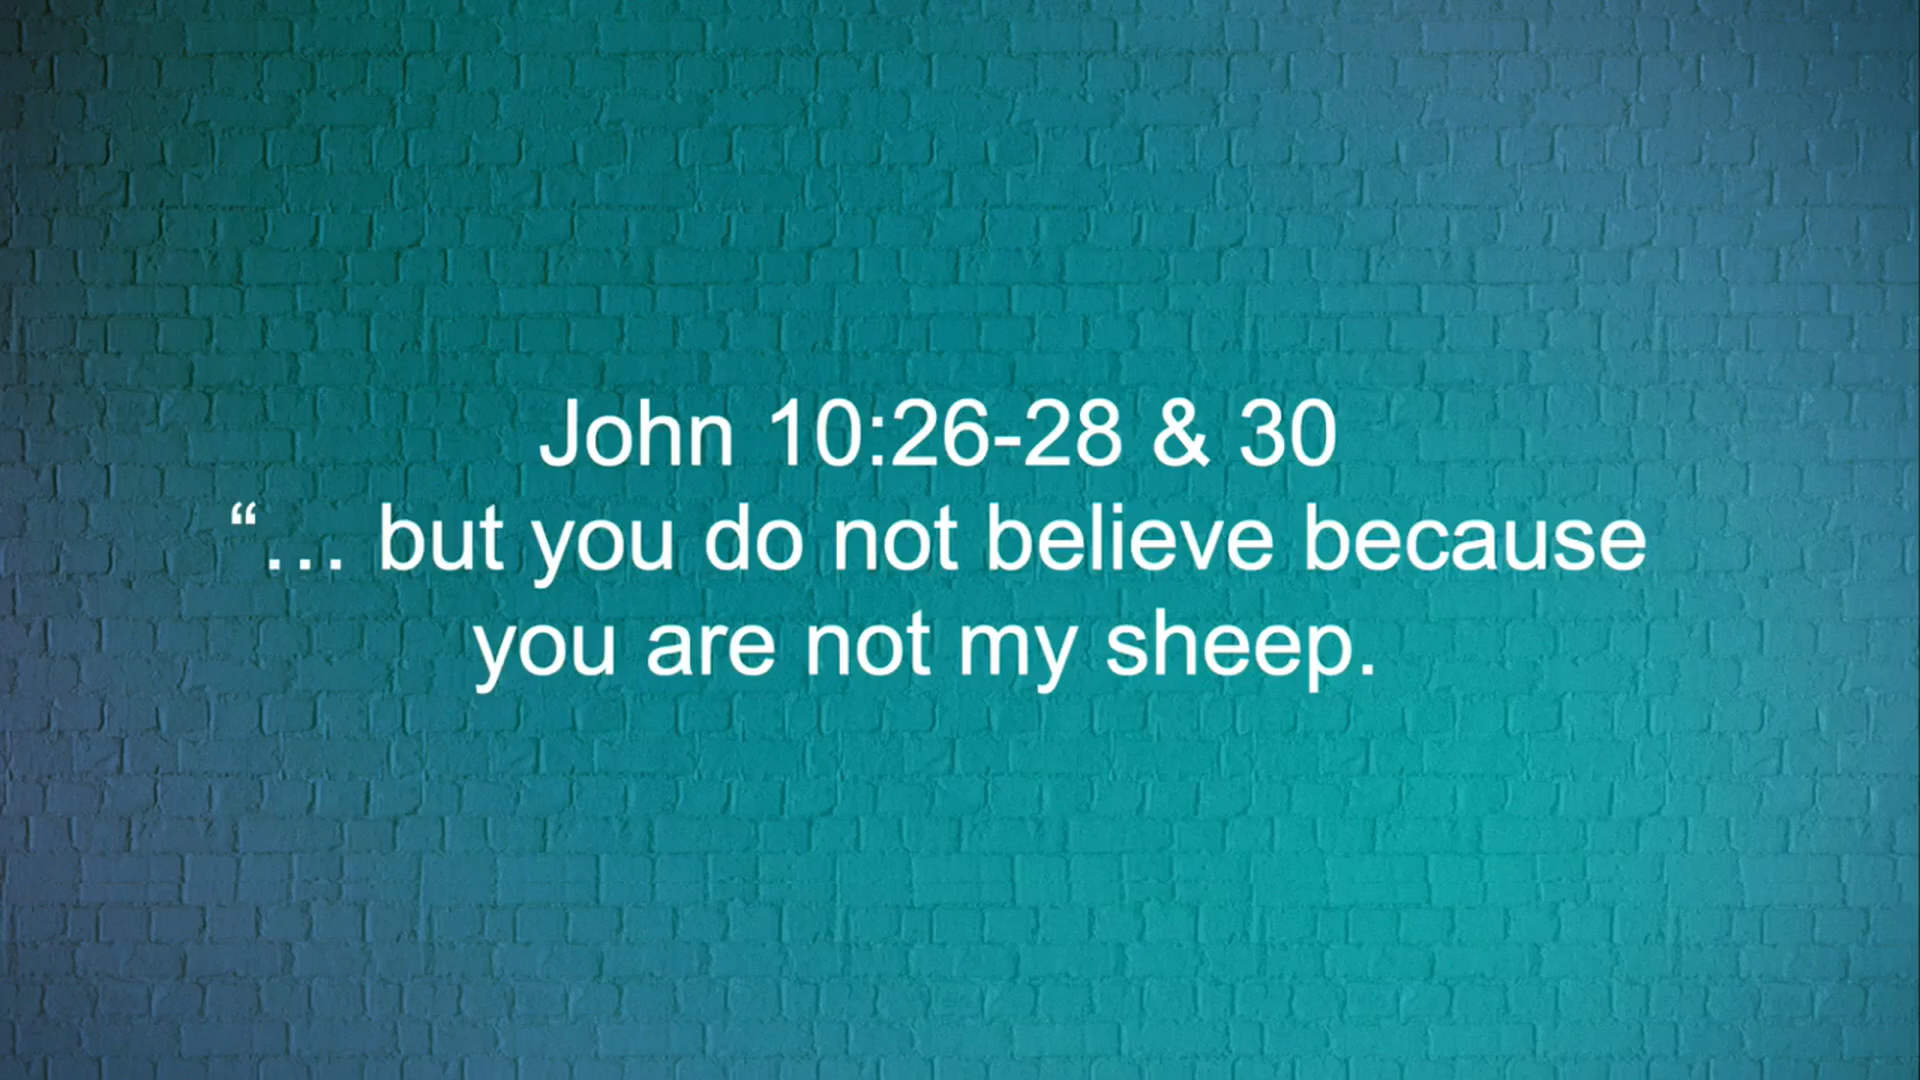 John 10:26-28 & 30
“… but you do not believe because
you are not my sheep.